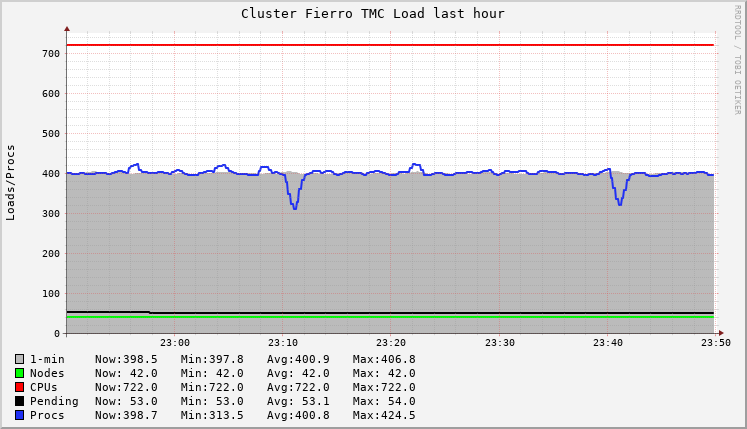 Cluster Fierro TMC Load last hour
RRDTOOL / TOBI OETIKER
Loads/Procs
700
600
500
400
300
200
100
0
23:00 23:10 23:20 23:30 23:40 23:50
1-min Now:398.5 Min:397.8 Avg:400.9 Max:406.8
Nodes Now: 42.0 Min: 42.0 Avg: 42.0 Max: 42.0
CPUs Now:722.0 Min:722.0 Avg:722.0 Max:722.0
Pending Now: 53.0 Min: 53.0 Avg: 53.1 Max: 54.0
Procs Now:398.7 Min:313.5 Avg:400.8 Max:424.5